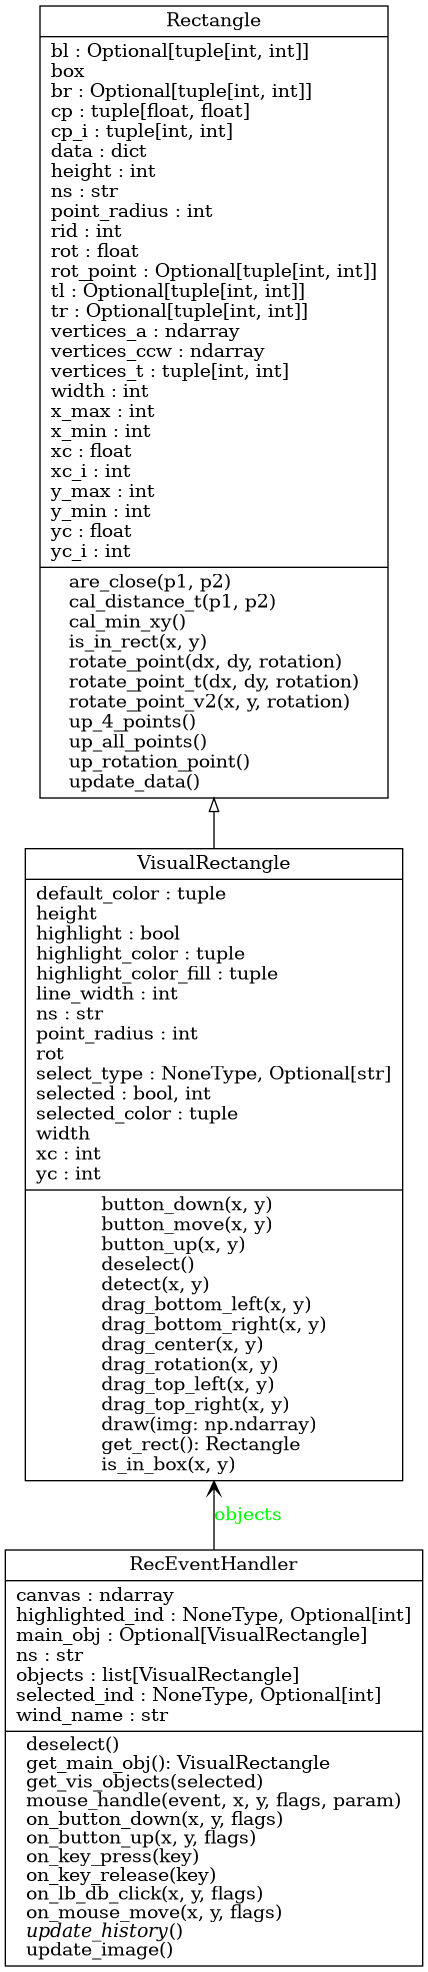 Rectangle
bl : Optional[tuple[int, int]]
box
br : Optional[tuple[int, int]]
cp : tuple[float, float]
cp_i : tuple[int, int]
data : dict
height : int
ns : str
point_radius : int
rid : int
rot : float
rot_point : Optional[tuple[int, int]]
tl : Optional[tuple[int, int]]
tr : Optional[tuple[int, int]]
vertices_a : ndarray
vertices_ccw : ndarray
vertices_t : tuple[int, int]
width : int
x_max : int
x_min : int
xc : float
xc_i : int
y_max : int
y_min : int
yc : float
yc_i : int
are_close(p1, p2)
cal_distance_t(p1, p2)
cal_min_xy()
is_in_rect(x, y)
rotate_point(dx, dy, rotation)
rotate_point_t(dx, dy, rotation)
rotate_point_v2(x, y, rotation)
up_4_points()
up_all_points()
up_rotation_point()
update_data()
VisualRectangle
default_color : tuple
height
highlight : bool
highlight_color : tuple
highlight_color_fill : tuple
line_width : int
ns : str
point_radius : int
rot
select_type : NoneType, Optional[str]
selected : bool, int
selected_color : tuple
width
xc : int
yc : int
button_down(x, y)
button_move(x, y)
button_up(x, y)
deselect()
detect(x, y)
drag_bottom_left(x, y)
drag_bottom_right(x, y)
drag_center(x, y)
drag_rotation(x, y)
drag_top_left(x, y)
drag_top_right(x, y)
draw(img: np.ndarray)
get_rect(): Rectangle
is_in_box(x, y)
objects
RecEventHandler
canvas : ndarray
highlighted_ind : NoneType, Optional[int]
main_obj : Optional[VisualRectangle]
ns : str
objects : list[VisualRectangle]
selected_ind : NoneType, Optional[int]
wind_name : str
deselect()
get_main_obj(): VisualRectangle
get_vis_objects(selected)
mouse_handle(event, x, y, flags, param)
on_button_down(x, y, flags)
on_button_up(x, y, flags)
on_key_press(key)
on_key_release(key)
on_lb_db_click(x, y, flags)
on_mouse_move(x, y, flags)
update_history()
update_image()